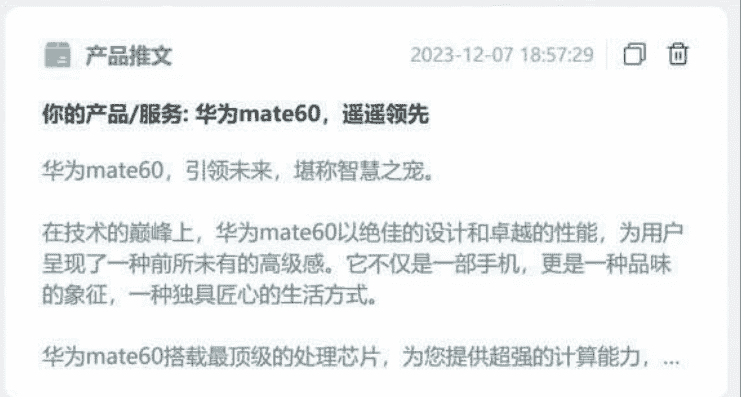 产品推文 2023-12-07 18:57:29
你的产品/服务: 华为mate60，遥遥领先
华为mate60，引领未来，堪称智慧之宠。
在技术的巅峰上，华为mate60以绝佳的设计和卓越的性能，为用户
呈现了一种前所未有的高级感。它不仅是一部手机，更是一种品味
的象征，一种独具匠心的生活方式。
华为mate60搭载最顶级的处理芯片，为您提供超强的计算能力，...